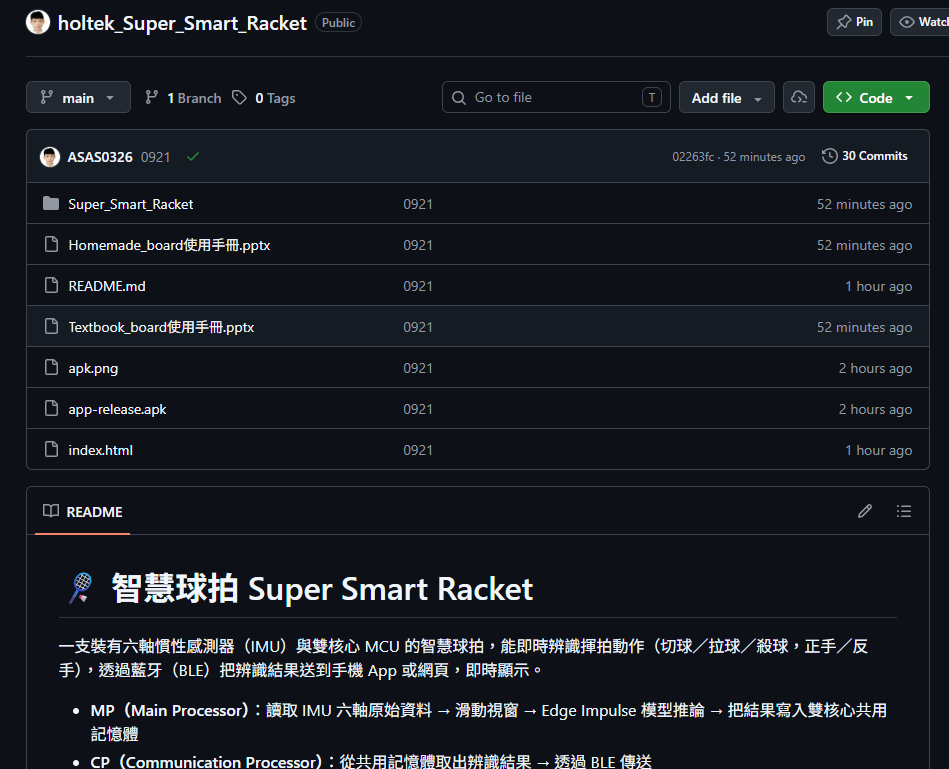 holtek_Super_Smart_Racket Public Pin Watch
main 1 Branch 0 Tags Go to file T Add file Code
ASAS0326 0921 02263fc · 52 minutes ago 30 Commits
Super_Smart_Racket 0921 52 minutes ago
Homemade_board使用手冊.pptx 0921 52 minutes ago
README.md 0921 1 hour ago
Textbook_board使用手冊.pptx 0921 52 minutes ago
apk.png 0921 2 hours ago
app-release.apk 0921 2 hours ago
index.html 0921 1 hour ago
README
智慧球拍 Super Smart Racket
一支裝有六軸慣性感測器（IMU）與雙核心 MCU 的智慧球拍，能即時辨識揮拍動作（切球／拉球／殺球，正手／反
手），透過藍牙（BLE）把辨識結果送到手機 App 或網頁，即時顯示。
• MP（Main Processor）：讀取 IMU 六軸原始資料 → 滑動視窗 → Edge Impulse 模型推論 → 把結果寫入雙核心共用
記憶體
• CP（Communication Processor）：從共用記憶體取出辨識結果 → 透過 BLE 傳送